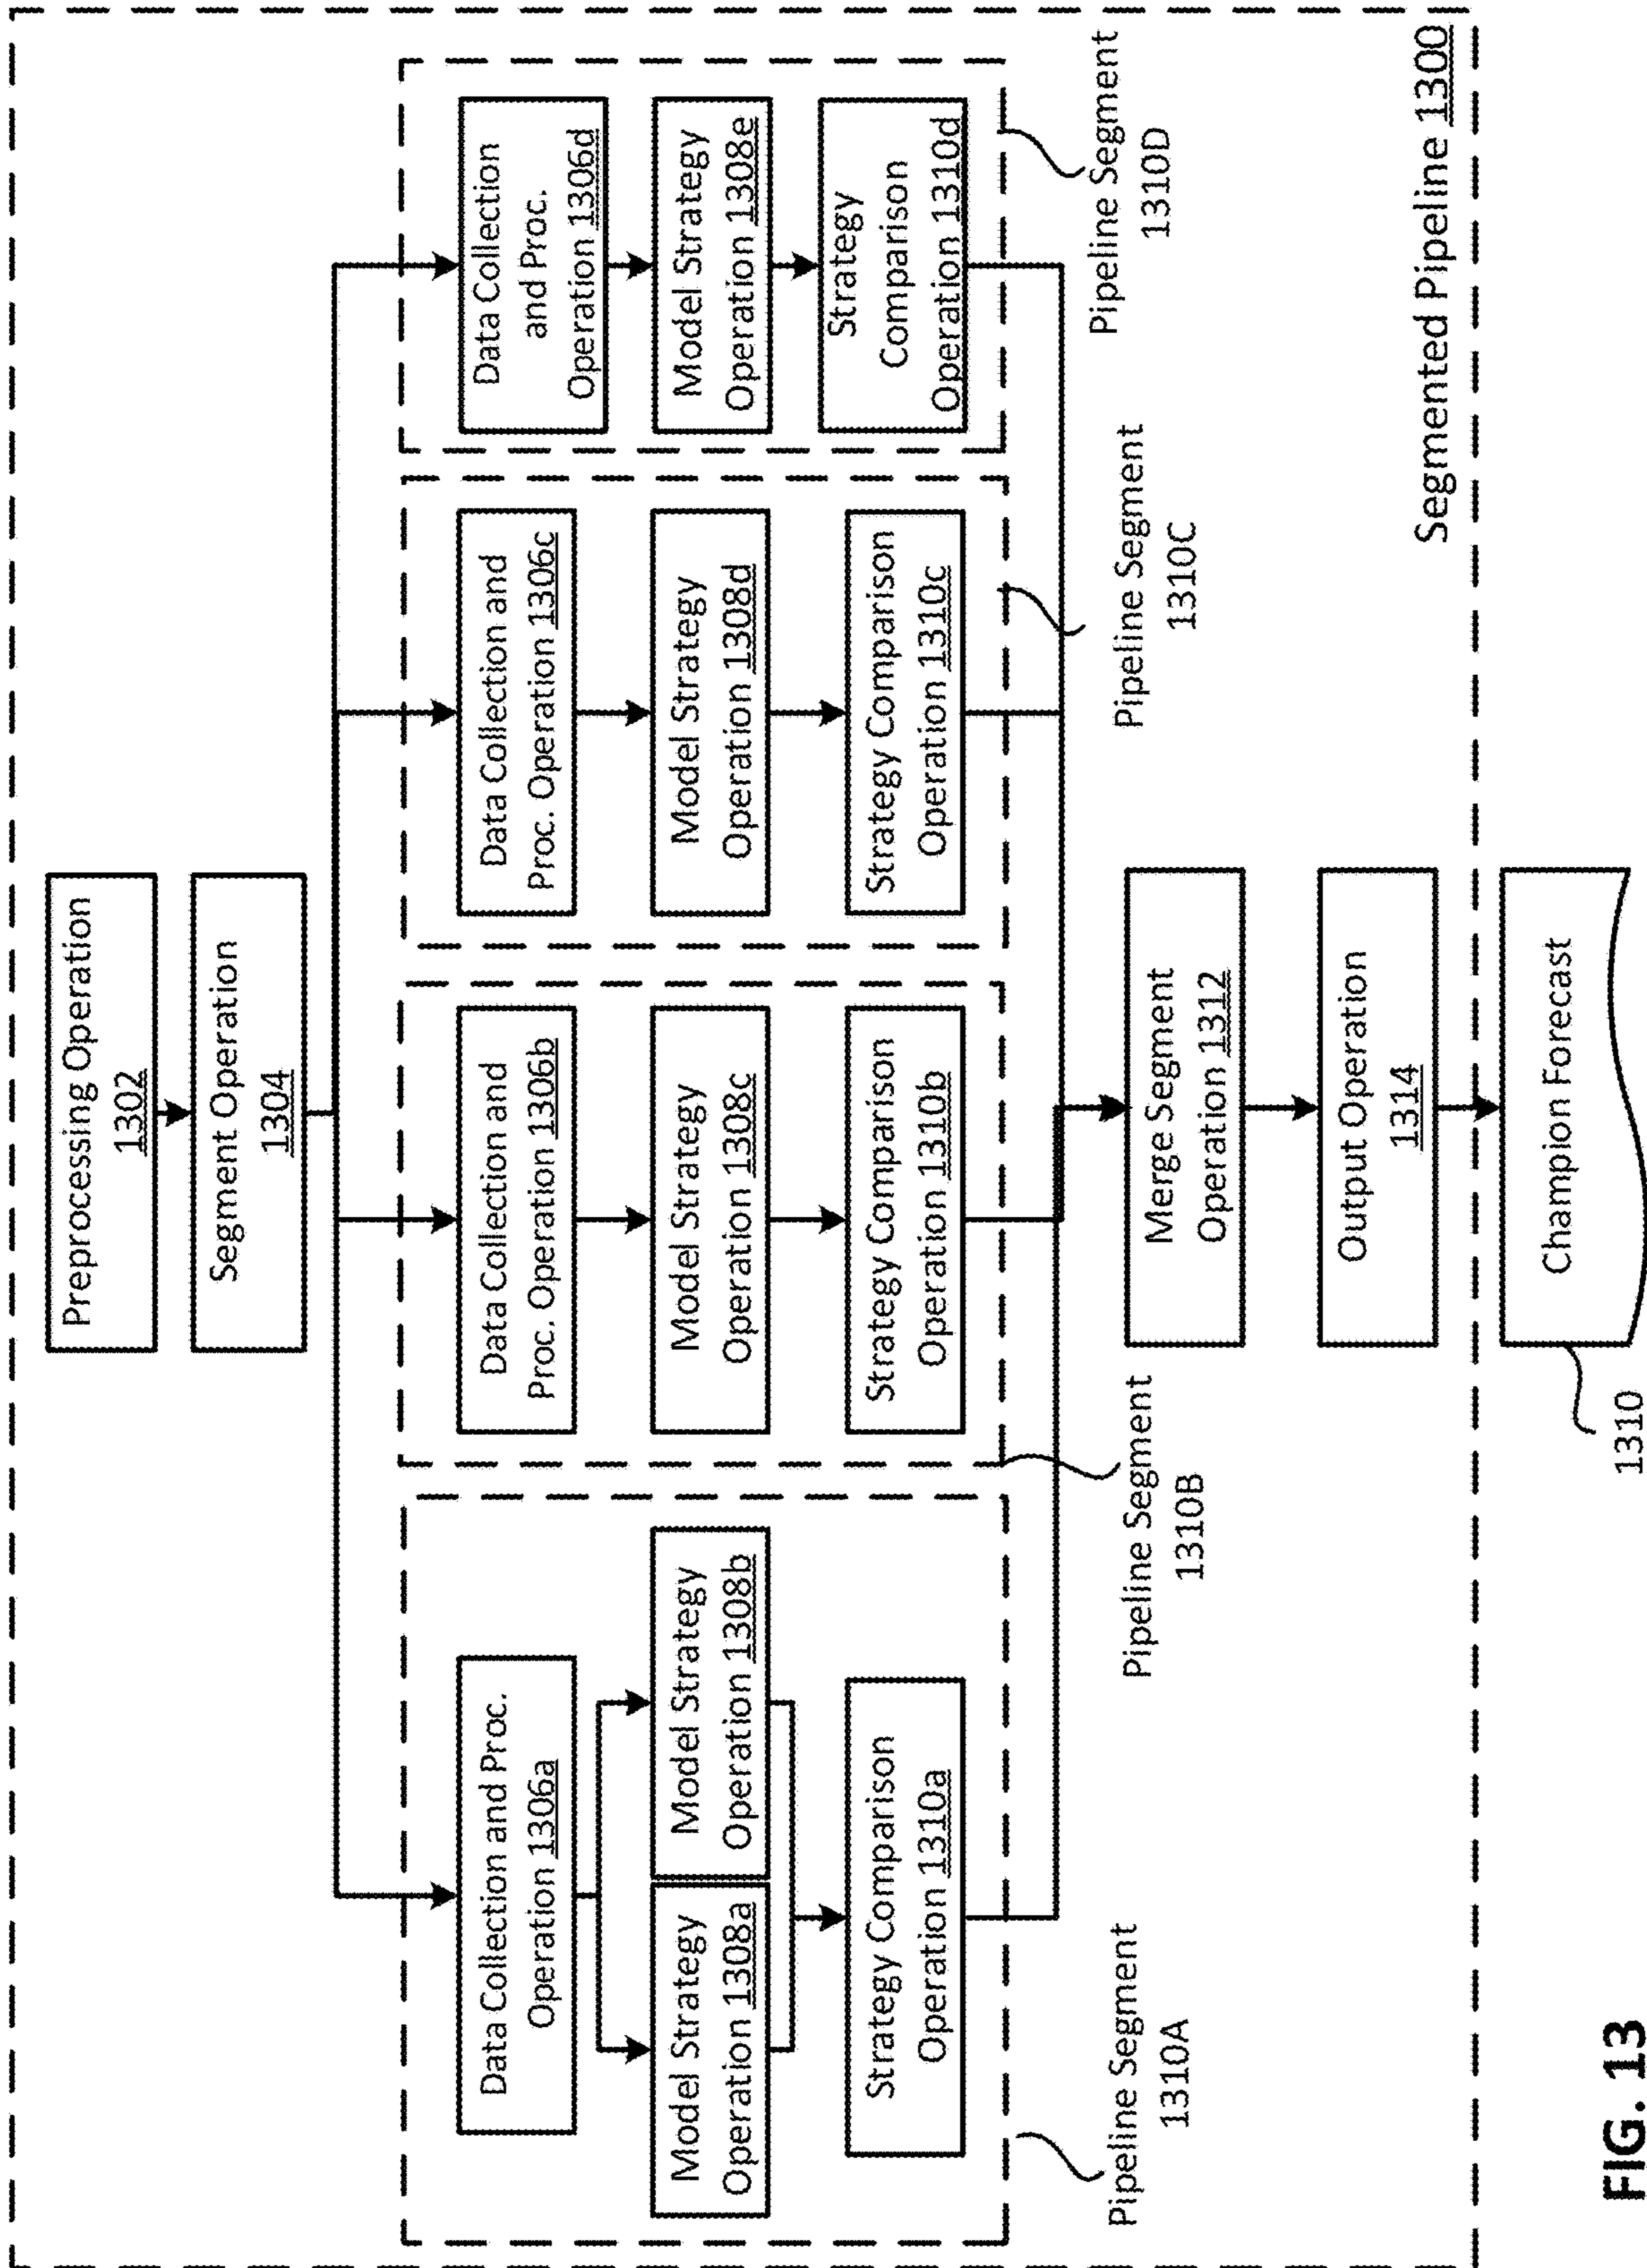 Preprocessing Operation
1302
Segment Operation
1304
Data Collection and Proc.
Operation 1306a
Model Strategy
Operation 1308a
Model Strategy
Operation 1308b
Strategy Comparison
Operation 1310a
Pipeline Segment
1310A
Data Collection and
Proc. Operation 1306b
Model Strategy
Operation 1308c
Strategy Comparison
Operation 1310b
Pipeline Segment
1310B
Data Collection and
Proc. Operation 1306c
Model Strategy
Operation 1308d
Strategy Comparison
Operation 1310c
Pipeline Segment
1310C
Data Collection
and Proc.
Operation 1306d
Model Strategy
Operation 1308e
Strategy
Comparison
Operation 1310d
Pipeline Segment
1310D
Merge Segment
Operation 1312
Output Operation
1314
Segmented Pipeline 1300
Champion Forecast
1310
FIG. 13